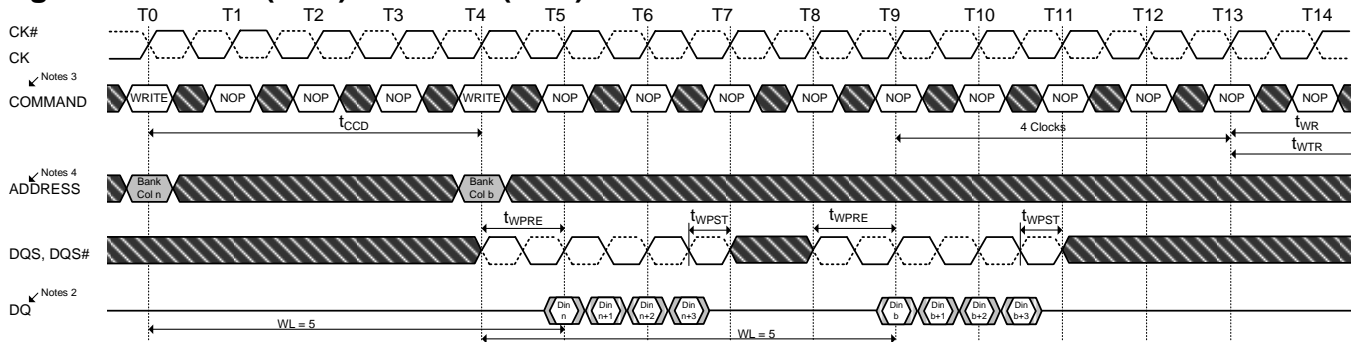 T0 T1 T2 T3 T4 T5 T6 T7 T8 T9 T10 T11 T12 T13 T14
CK#
CK
Notes 3
COMMAND WRITE NOP NOP NOP WRITE NOP NOP NOP NOP NOP NOP NOP NOP NOP NOP
tCCD 4 Clocks tWR
tWTR
Notes 4
ADDRESS Bank Col n Bank Col b
tWPRE tWPST tWPRE tWPST
DQS, DQS#
Notes 2
DQ Din n Din n+1 Din n+2 Din n+3 Din b Din b+1 Din b+2 Din b+3
WL = 5 WL = 5